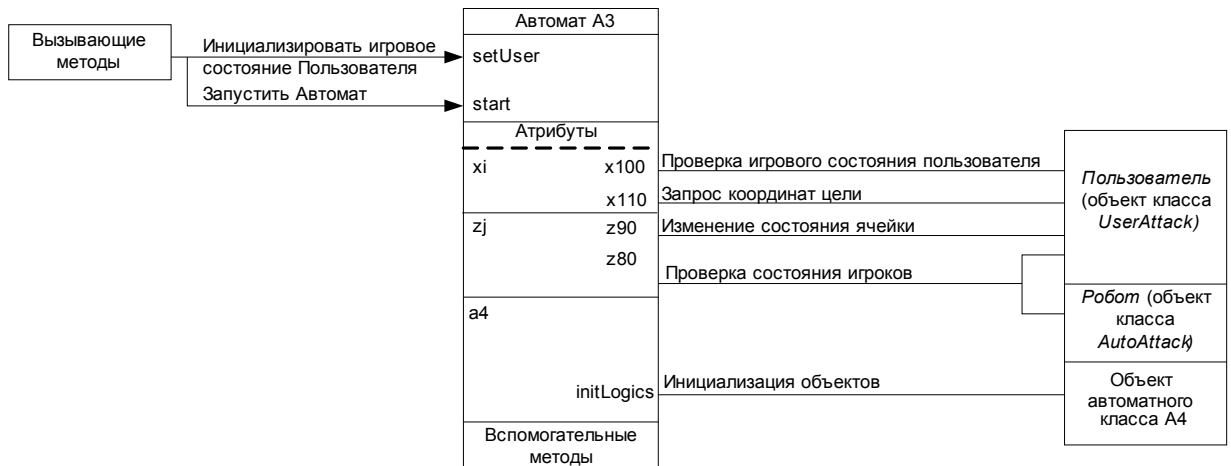 Автомат А3
Вызывающие
методы
Инициализировать игровое
состояние Пользователя
Запустить Автомат
setUser
start
Атрибуты
xi
x100
x110
zj
z90
z80
a4
initLogics
Вспомогательные
методы
Проверка игрового состояния пользователя
Запрос координат цели
Изменение состояния ячейки
Проверка состояния игроков
Инициализация объектов
Пользователь
(объект класса
UserAttack)
Робот (объект
класса
AutoAttack)
Объект
автоматного
класса А4